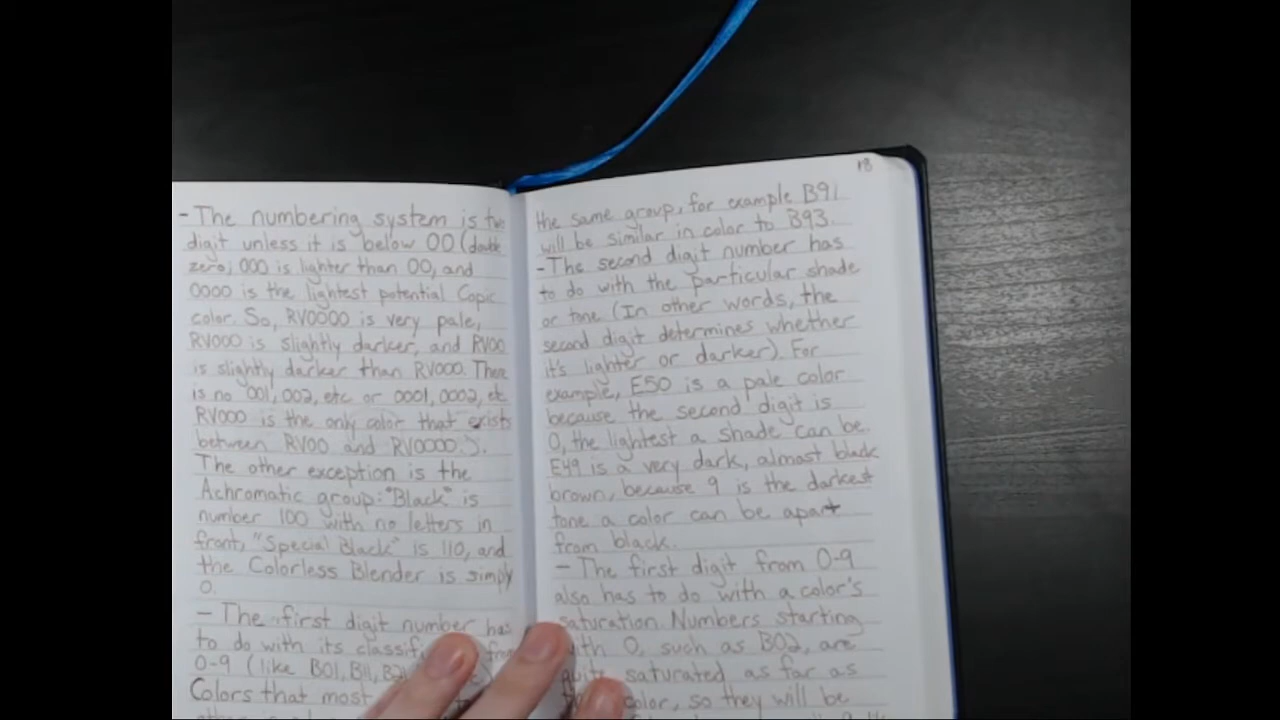 - The numbering system is two
digit unless it is below 00 (double
zero; 000 is lighter than 00, and
0000 is the lightest potential Copic
color. So, RV0000 is very pale,
RV000 is slightly darker, and RV00
is slightly darker than RV000. There
is no 001, 002, etc or 0001, 0002, etc
RV000 is the only color that exists
between RV00 and RV0000.).
The other exception is the
Achromatic group: "Black" is
number 100 with no letters in
front, "Special Black" is 110, and
the Colorless Blender is simply
0.
- The first digit number has
to do with its from
0-9 (like B01, B11,
Colors that most
18
the same group, for example B91
will be similar in color to B93.
- The second digit number has
to do with the particular shade
or tone (In other words, the
second digit determines whether
it's lighter or darker). For
example, E50 is a pale color
because the second digit is
0, the lightest a shade can be.
E49 is a very dark, almost black
brown, because 9 is the darkest
tone a color can be apart
from black.
- The first digit from 0-9
also has to do with a color's
saturation. Numbers starting
with 0, such as B02, are
quite saturated as far as
color, so they will be